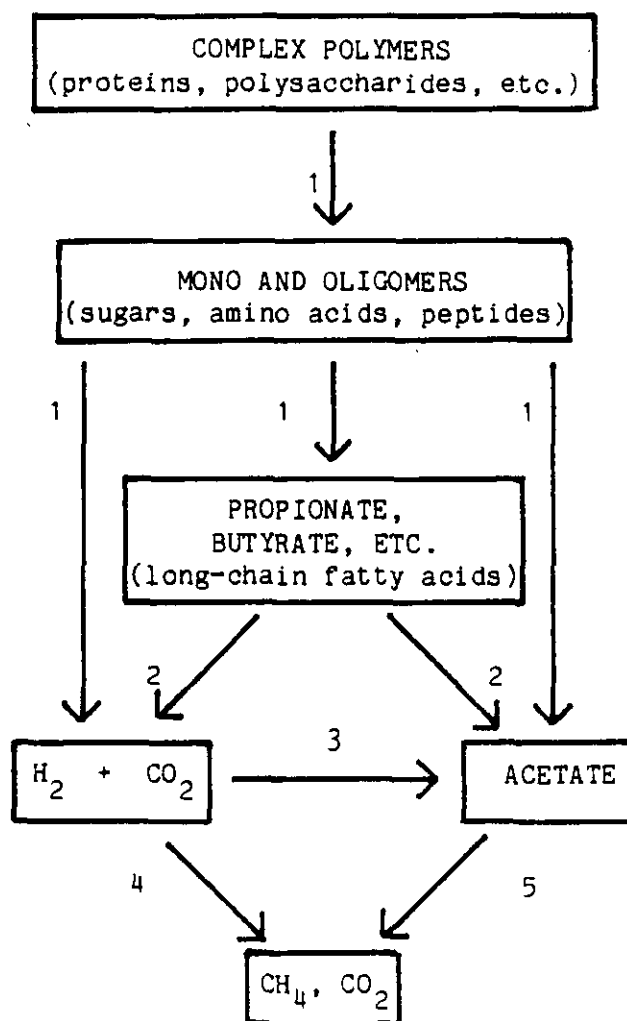 COMPLEX POLYMERS
(proteins, polysaccharides, etc.)
1
MONO AND OLIGOMERS
(sugars, amino acids, peptides)
1 1 1
PROPIONATE,
BUTYRATE, ETC.
(long-chain fatty acids)
2 2
3
H2 + CO2 ACETATE
4 5
CH4, CO2